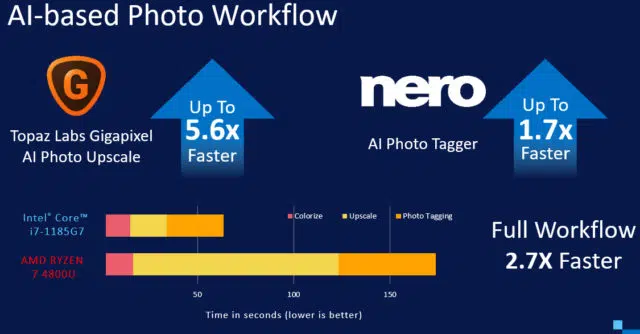 AI-based Photo Workflow
G
Topaz Labs Gigapixel
AI Photo Upscale
Up To
5.6x
Faster
nero
AI Photo Tagger
Up To
1.7x
Faster
Intel® Core™
i7-1185G7
AMD RYZEN
7 4800U
Colorize
Upscale
Photo Tagging
50
100
150
Time in seconds (lower is better)
Full Workflow
2.7X Faster